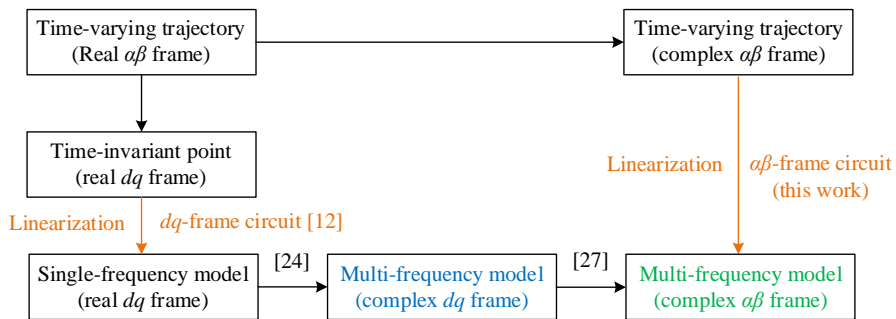 Time-varying trajectory
(Real αβ frame)
Time-varying trajectory
(complex αβ frame)
Time-invariant point
(real dq frame)
Linearization
αβ-frame circuit
(this work)
Linearization
dq-frame circuit [12]
Single-frequency model
(real dq frame)
[24]
Multi-frequency model
(complex dq frame)
[27]
Multi-frequency model
(complex αβ frame)